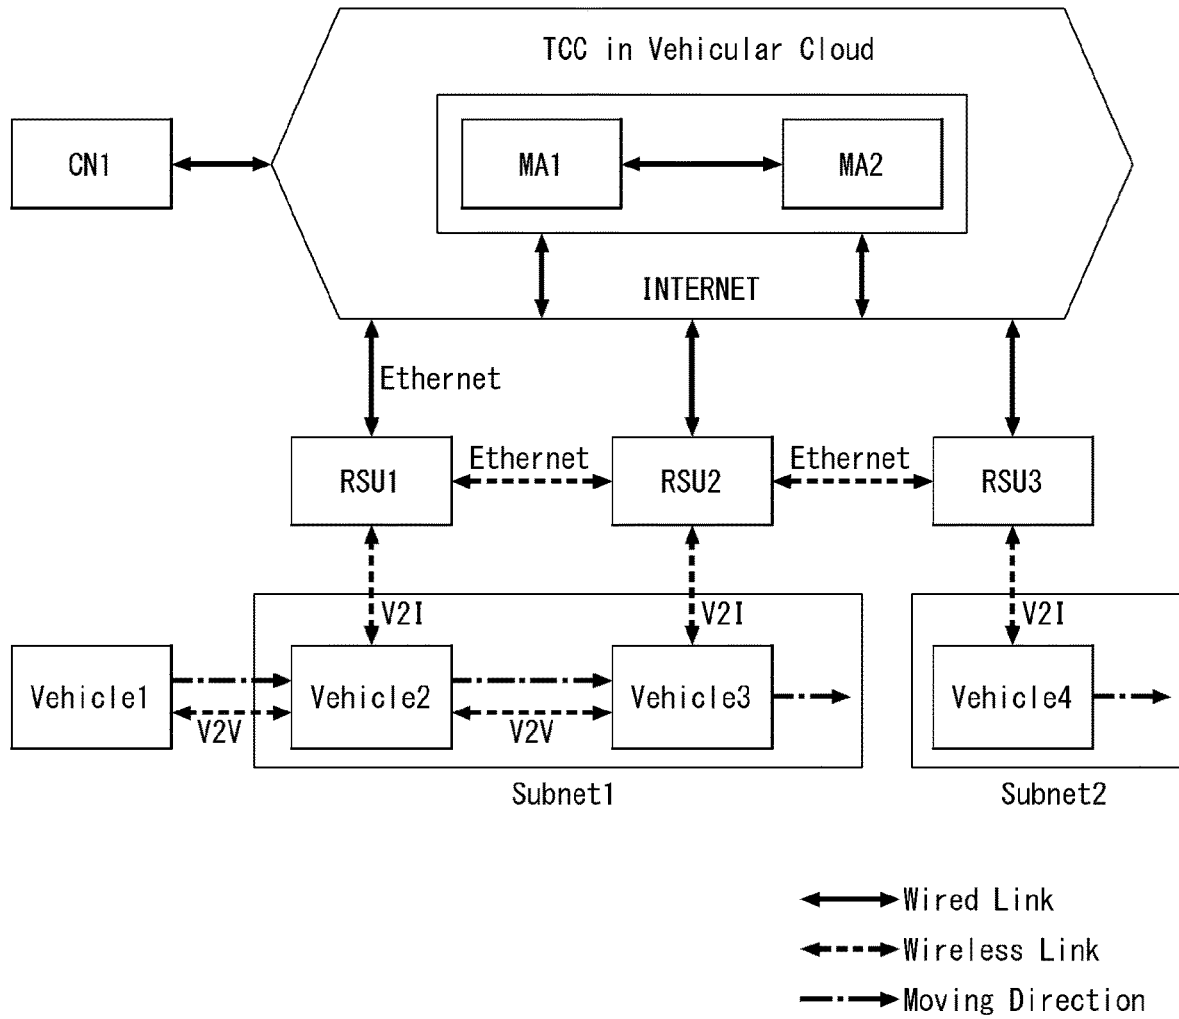 TCC in Vehicular Cloud
CN1
MA1
MA2
INTERNET
Ethernet
Ethernet
Ethernet
RSU1
RSU2
RSU3
V2I
V2I
V2I
Vehicle1
Vehicle2
Vehicle3
Vehicle4
V2V
V2V
Subnet1
Subnet2
Wired Link
Wireless Link
Moving Direction